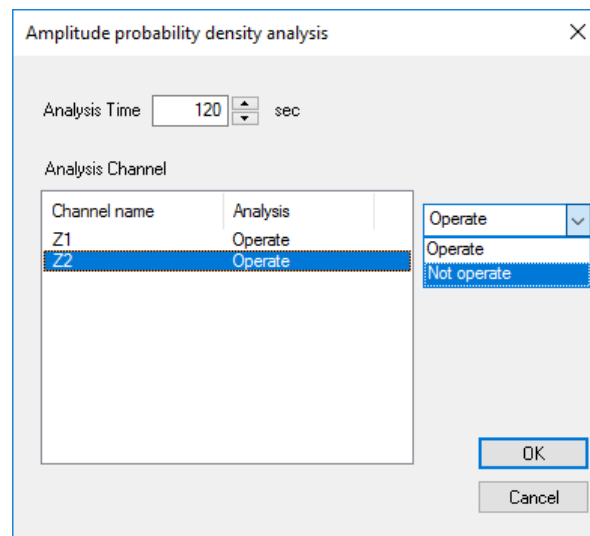 Amplitude probability density analysis
Analysis Time 120 sec
Analysis Channel
Channel name Analysis
Z1 Operate
Z2 Operate
Operate
Operate
Not operate
OK
Cancel